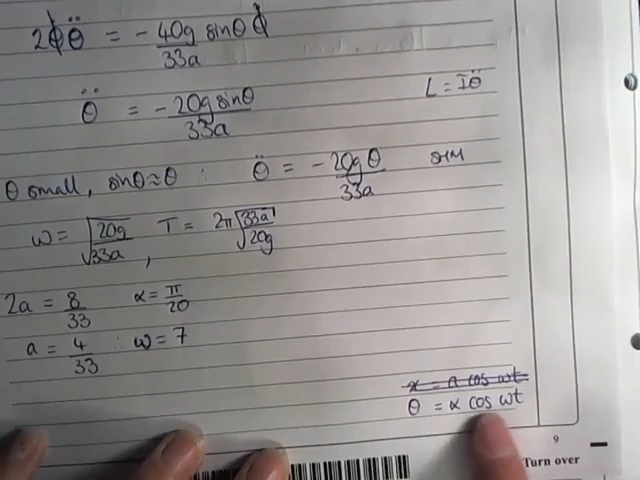 2θ̇θ̈ = -40g sinθ θ̇
33a
θ̈ = -20g sinθ
33a
L = Iθ̈
θ small, sinθ≈θ : θ̈ = -20gθ SHM
33a
ω = √20g , T = 2π√33a
√33a √20g
2a = 8 α = π
33 20
a = 4 ∴ ω = 7
33
x = a cos ωt
θ = α cos ωt
9
Turn over